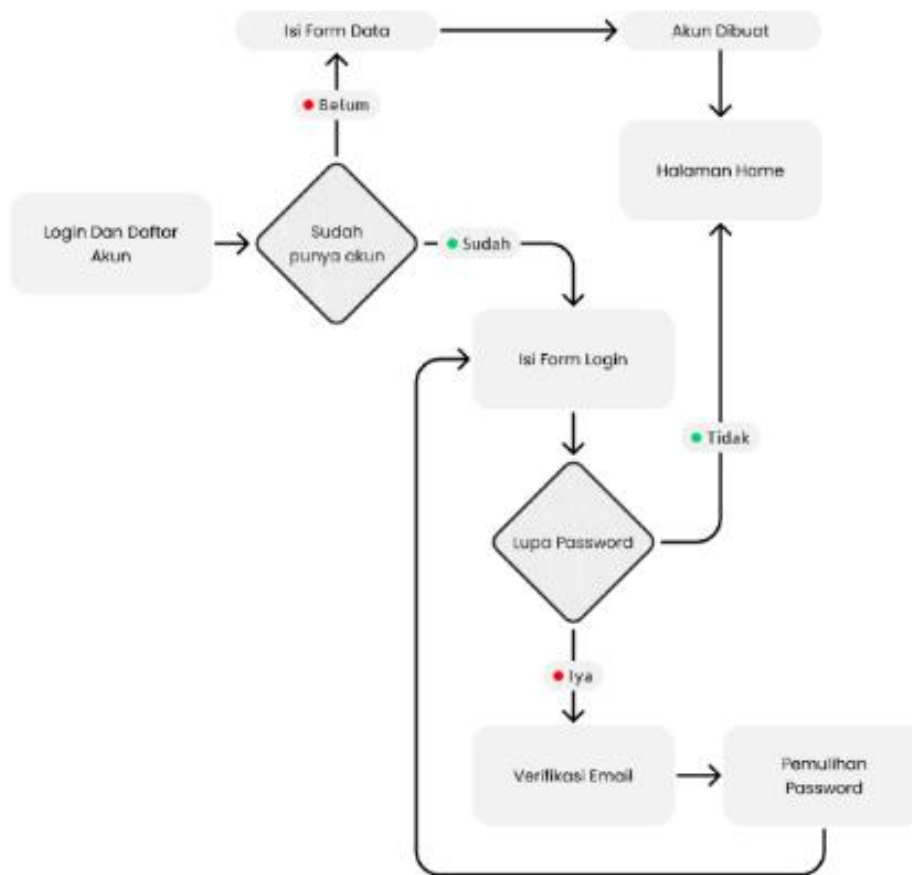 Isi Form Data
Akun Dibuat
Belum
Halaman Home
Login Dan Daftar
Akun
Sudah
punya akun
Sudah
Isi Form Login
Tidak
Lupa Password
Iya
Verifikasi Email
Pemulihan
Password